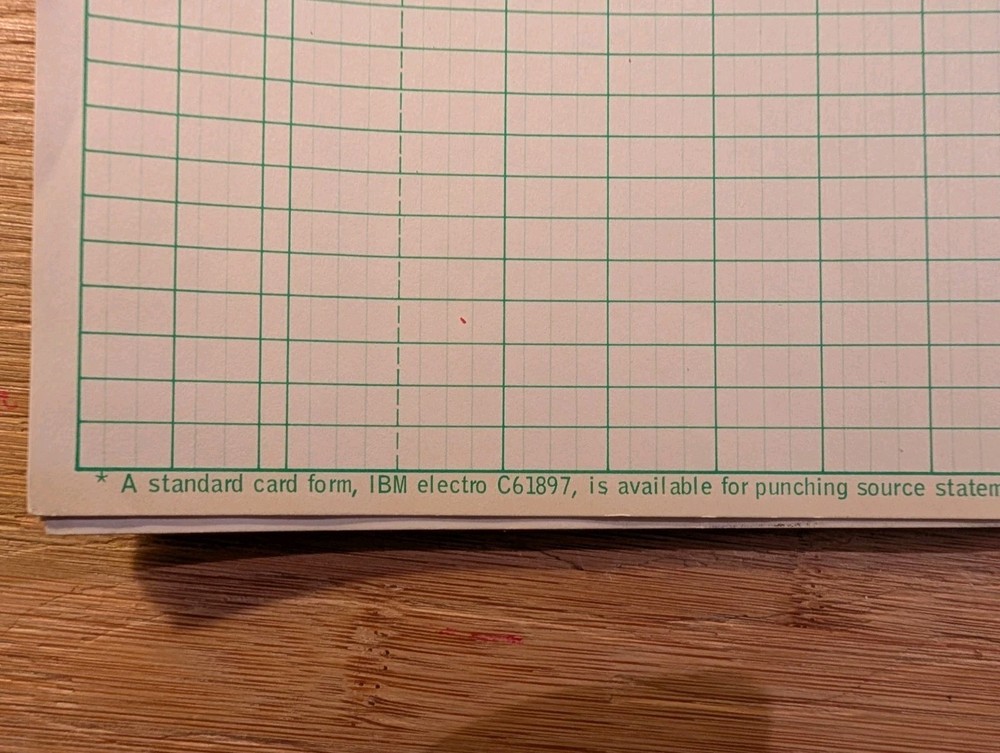 * A standard card form, IBM electro C61897, is available for punching source statem